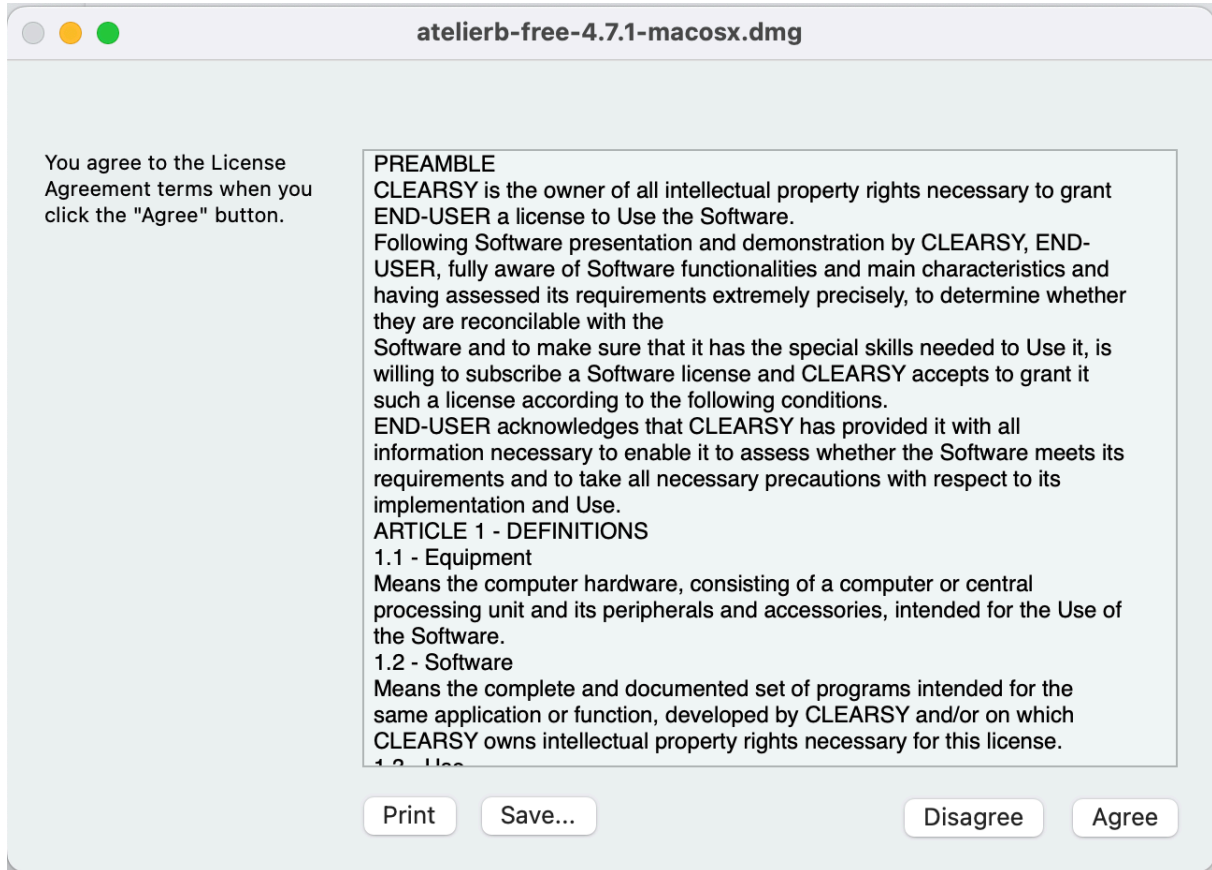 atelierb-free-4.7.1-macosx.dmg
You agree to the License
Agreement terms when you
click the "Agree" button.
PREAMBLE
CLEARSY is the owner of all intellectual property rights necessary to grant
END-USER a license to Use the Software.
Following Software presentation and demonstration by CLEARSY, END-
USER, fully aware of Software functionalities and main characteristics and
having assessed its requirements extremely precisely, to determine whether
they are reconcilable with the
Software and to make sure that it has the special skills needed to Use it, is
willing to subscribe a Software license and CLEARSY accepts to grant it
such a license according to the following conditions.
END-USER acknowledges that CLEARSY has provided it with all
information necessary to enable it to assess whether the Software meets its
requirements and to take all necessary precautions with respect to its
implementation and Use.
ARTICLE 1 - DEFINITIONS
1.1 - Equipment
Means the computer hardware, consisting of a computer or central
processing unit and its peripherals and accessories, intended for the Use of
the Software.
1.2 - Software
Means the complete and documented set of programs intended for the
same application or function, developed by CLEARSY and/or on which
CLEARSY owns intellectual property rights necessary for this license.
Print Save... Disagree Agree